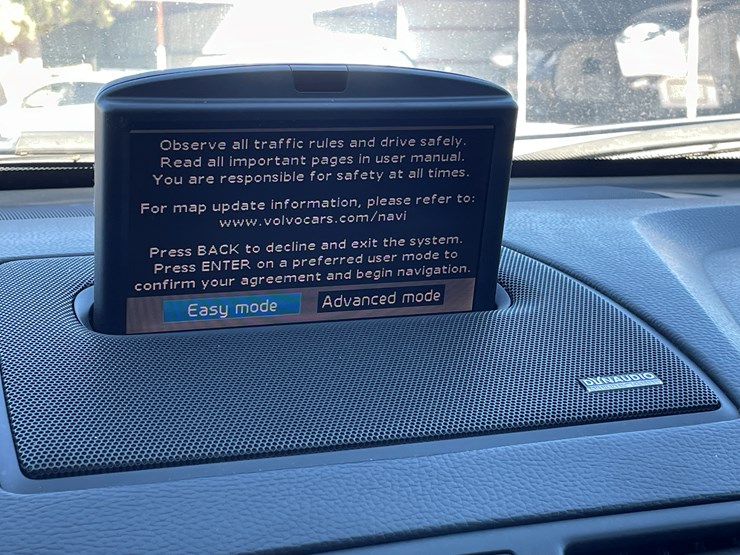 Observe all traffic rules and drive safely.
Read all important pages in user manual.
You are responsible for safety at all times.
For map update information, please refer to:
www.volvocars.com/navi
Press BACK to decline and exit the system.
Press ENTER on a preferred user mode to
confirm your agreement and begin navigation.
Easy mode Advanced mode
DYNAUDIO